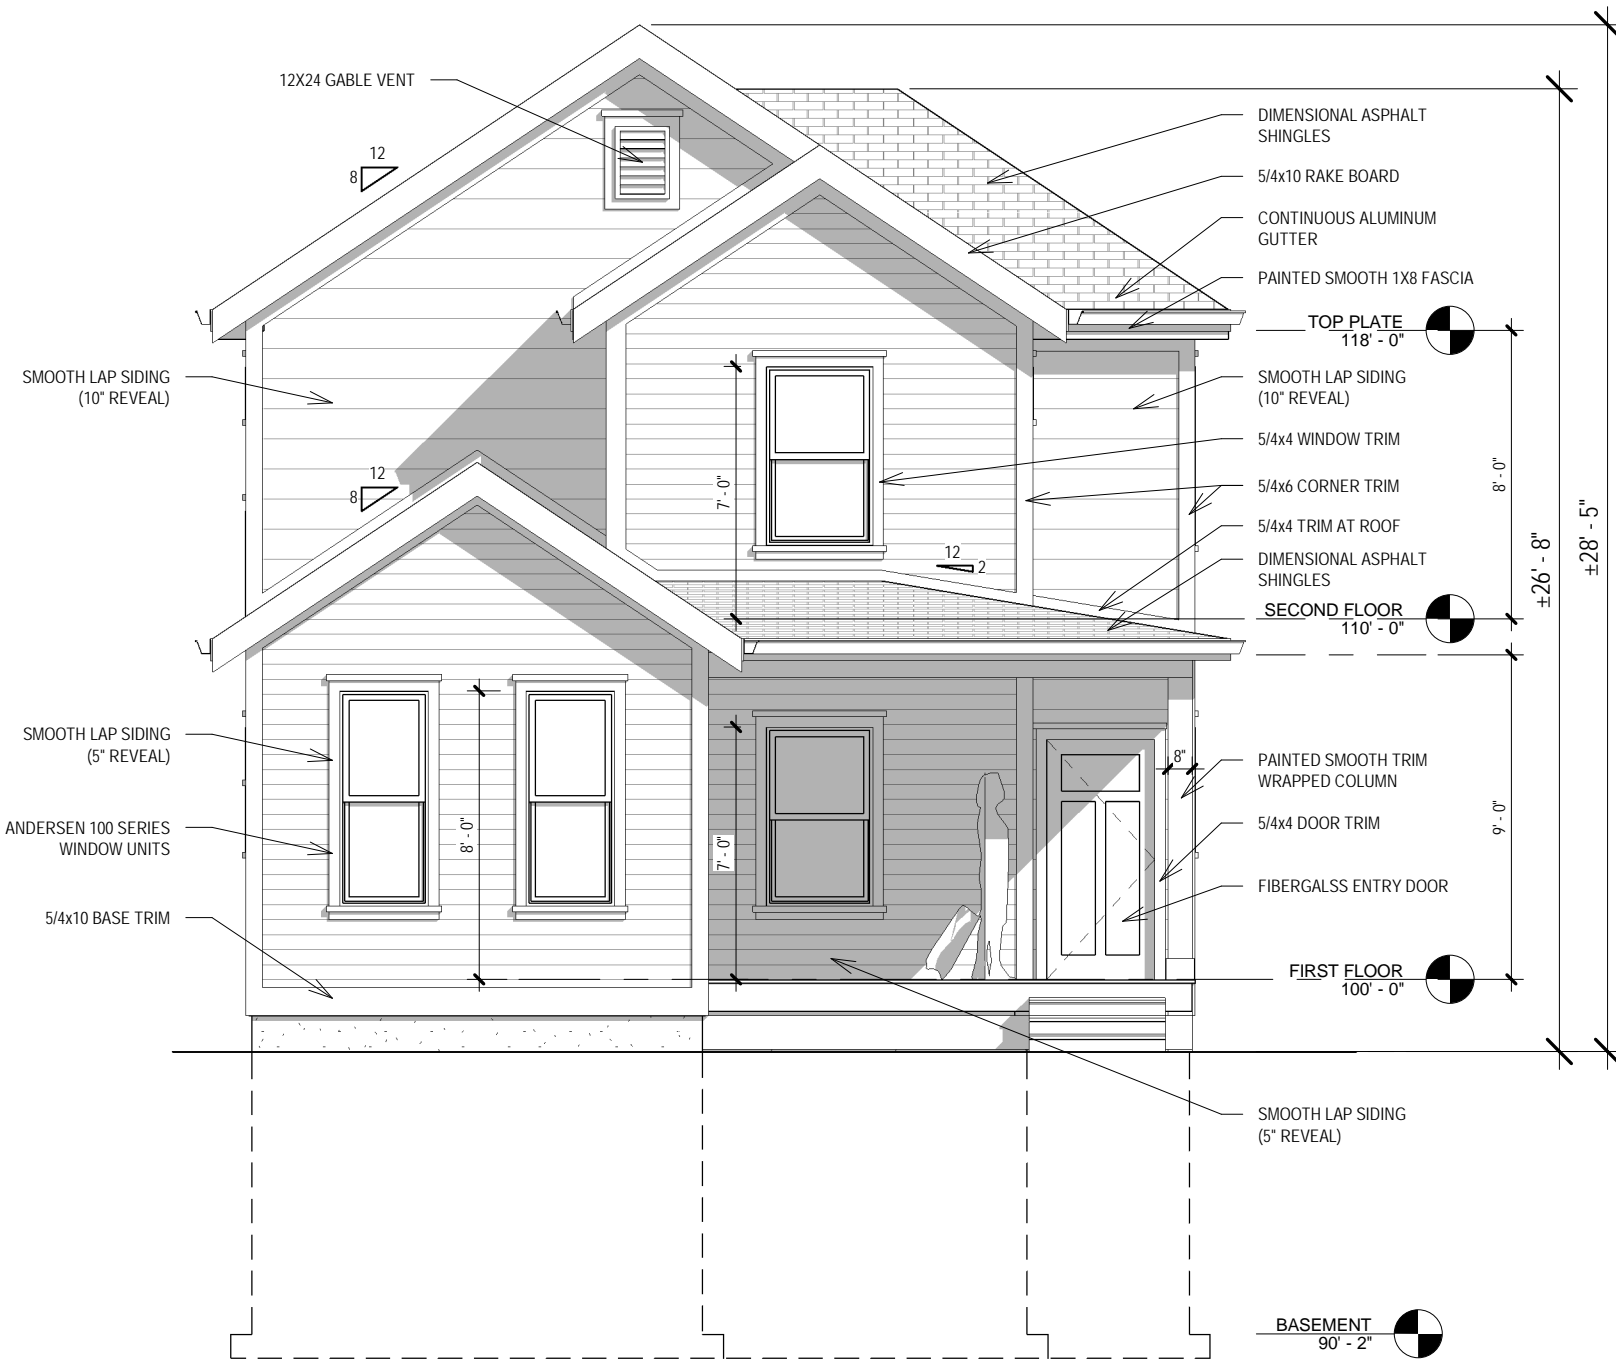 12X24 GABLE VENT
12
8
SMOOTH LAP SIDING
(10" REVEAL)
12
8
SMOOTH LAP SIDING
(5" REVEAL)
ANDERSEN 100 SERIES
WINDOW UNITS
5/4x10 BASE TRIM
8' - 0"
7' - 0"
7' - 0"
12
2
8"
DIMENSIONAL ASPHALT
SHINGLES
5/4x10 RAKE BOARD
CONTINUOUS ALUMINUM
GUTTER
PAINTED SMOOTH 1X8 FASCIA
TOP PLATE
118' - 0"
SMOOTH LAP SIDING
(10" REVEAL)
5/4x4 WINDOW TRIM
5/4x6 CORNER TRIM
5/4x4 TRIM AT ROOF
DIMENSIONAL ASPHALT
SHINGLES
SECOND FLOOR
110' - 0"
PAINTED SMOOTH TRIM
WRAPPED COLUMN
5/4x4 DOOR TRIM
FIBERGALSS ENTRY DOOR
FIRST FLOOR
100' - 0"
SMOOTH LAP SIDING
(5" REVEAL)
BASEMENT
90' - 2"
8' - 0"
9' - 0"
±26' - 8"
±28' - 5"